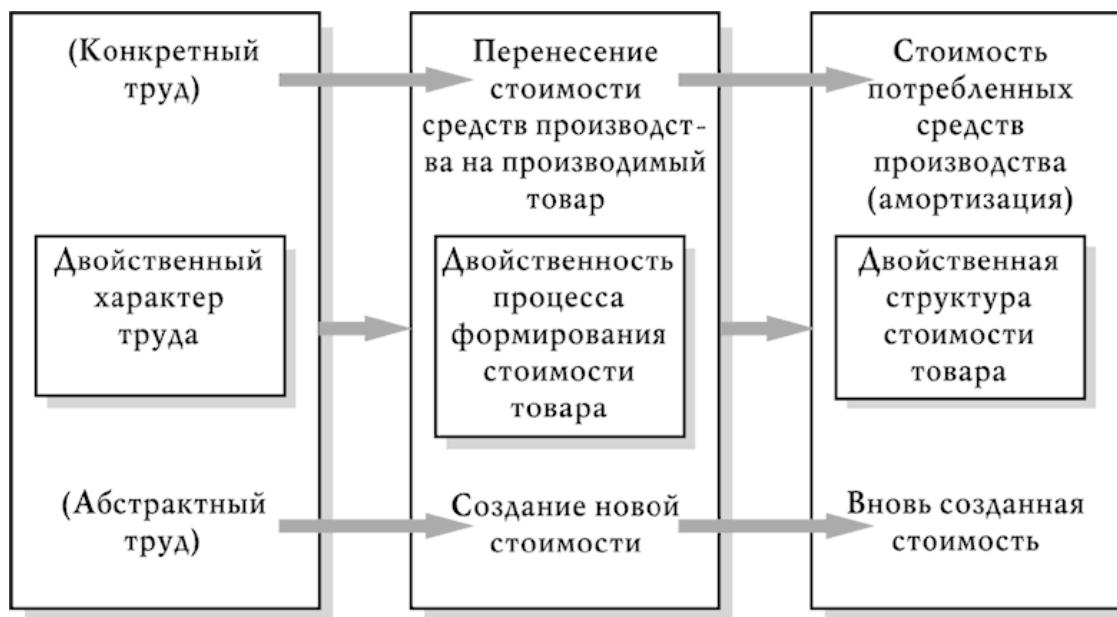 (Конкретный
труд)
Двойственный
характер
труда
(Абстрактный
труд)
Перенесение
стоимости
средств производст-
ва на производимый
товар
Двойственность
процесса
формирования
стоимости
товара
Создание новой
стоимости
Стоимость
потребленных
средств
производства
(амортизация)
Двойственная
структура
стоимости
товара
Вновь созданная
стоимость